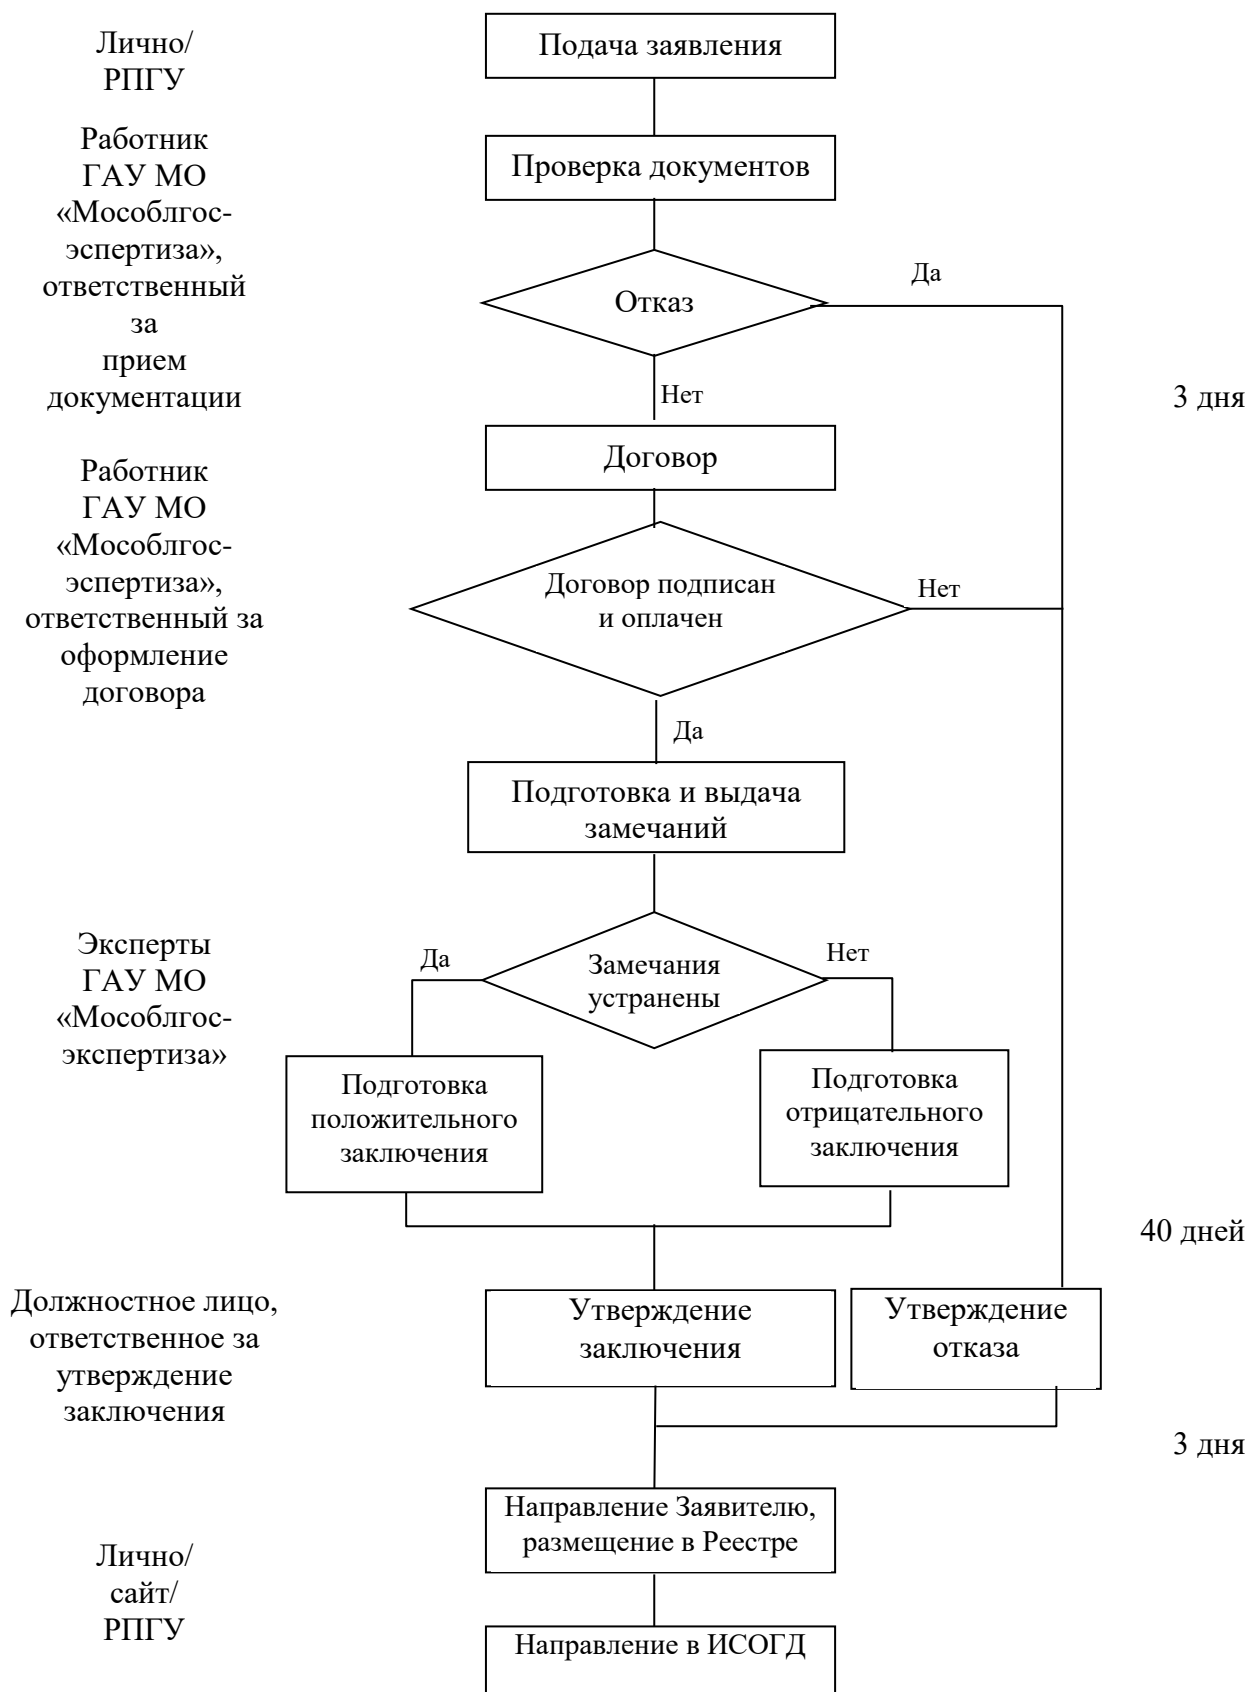 Лично/
РПГУ
Подача заявления
Работник
ГАУ МО
«Мособлгос-
эспертиза»,
ответственный
за
прием
документации
Проверка документов
Отказ
Да
Нет
3 дня
Договор
Работник
ГАУ МО
«Мособлгос-
эспертиза»,
ответственный за
оформление
договора
Договор подписан
и оплачен
Нет
Да
Подготовка и выдача
замечаний
Эксперты
ГАУ МО
«Мособлгос-
экспертиза»
Да
Замечания
устранены
Нет
Подготовка
положительного
заключения
Подготовка
отрицательного
заключения
40 дней
Должностное лицо,
ответственное за
утверждение
заключения
Утверждение
заключения
Утверждение
отказа
3 дня
Направление Заявителю,
размещение в Реестре
Лично/
сайт/
РПГУ
Направление в ИСОГД